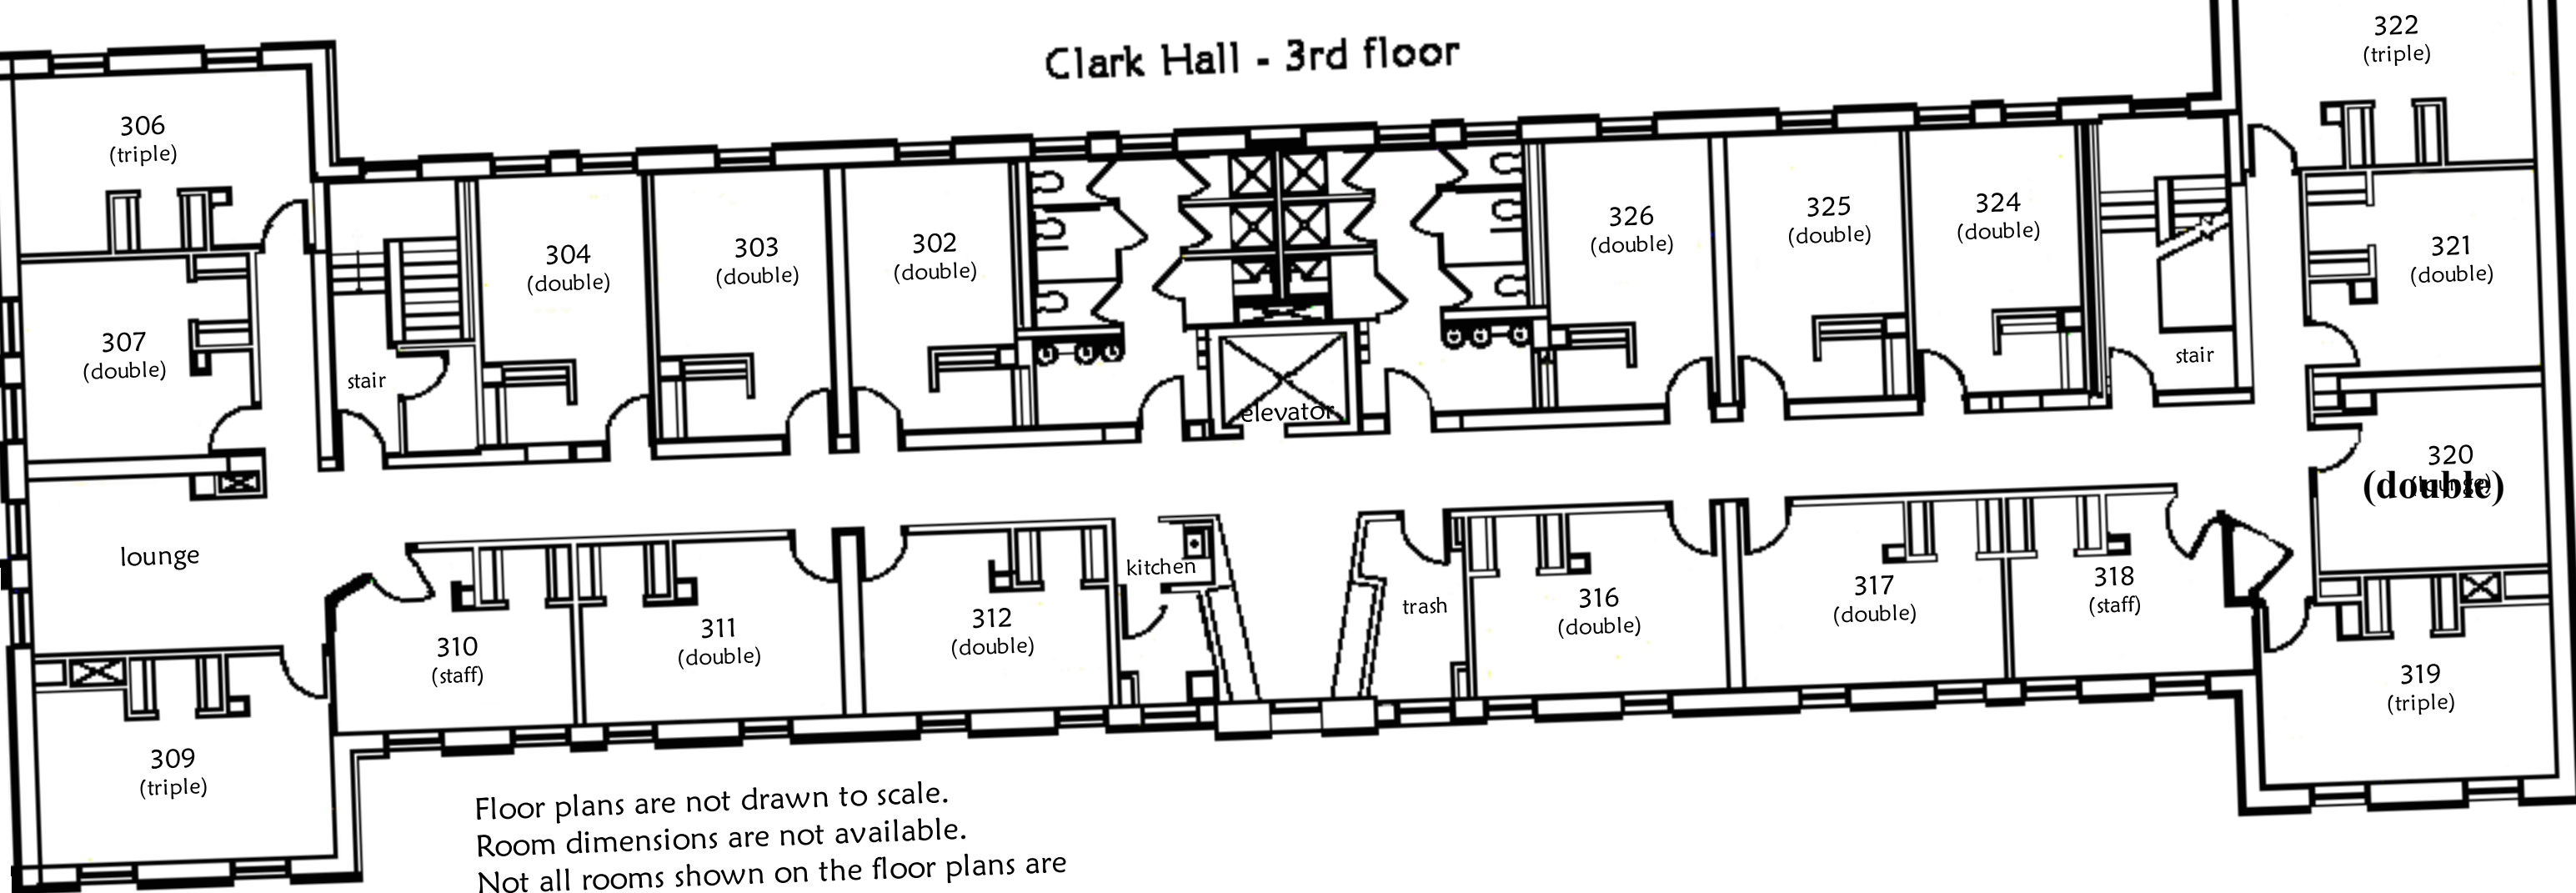 Clark Hall - 3rd floor
322
(triple)
306
(triple)
304
(double)
303
(double)
302
(double)
326
(double)
325
(double)
324
(double)
321
(double)
307
(double)
stair
elevator
stair
320
(double)
lounge
kitchen
trash
310
(staff)
311
(double)
312
(double)
316
(double)
317
(double)
318
(staff)
309
(triple)
319
(triple)
Floor plans are not drawn to scale.
Room dimensions are not available.
Not all rooms shown on the floor plans are